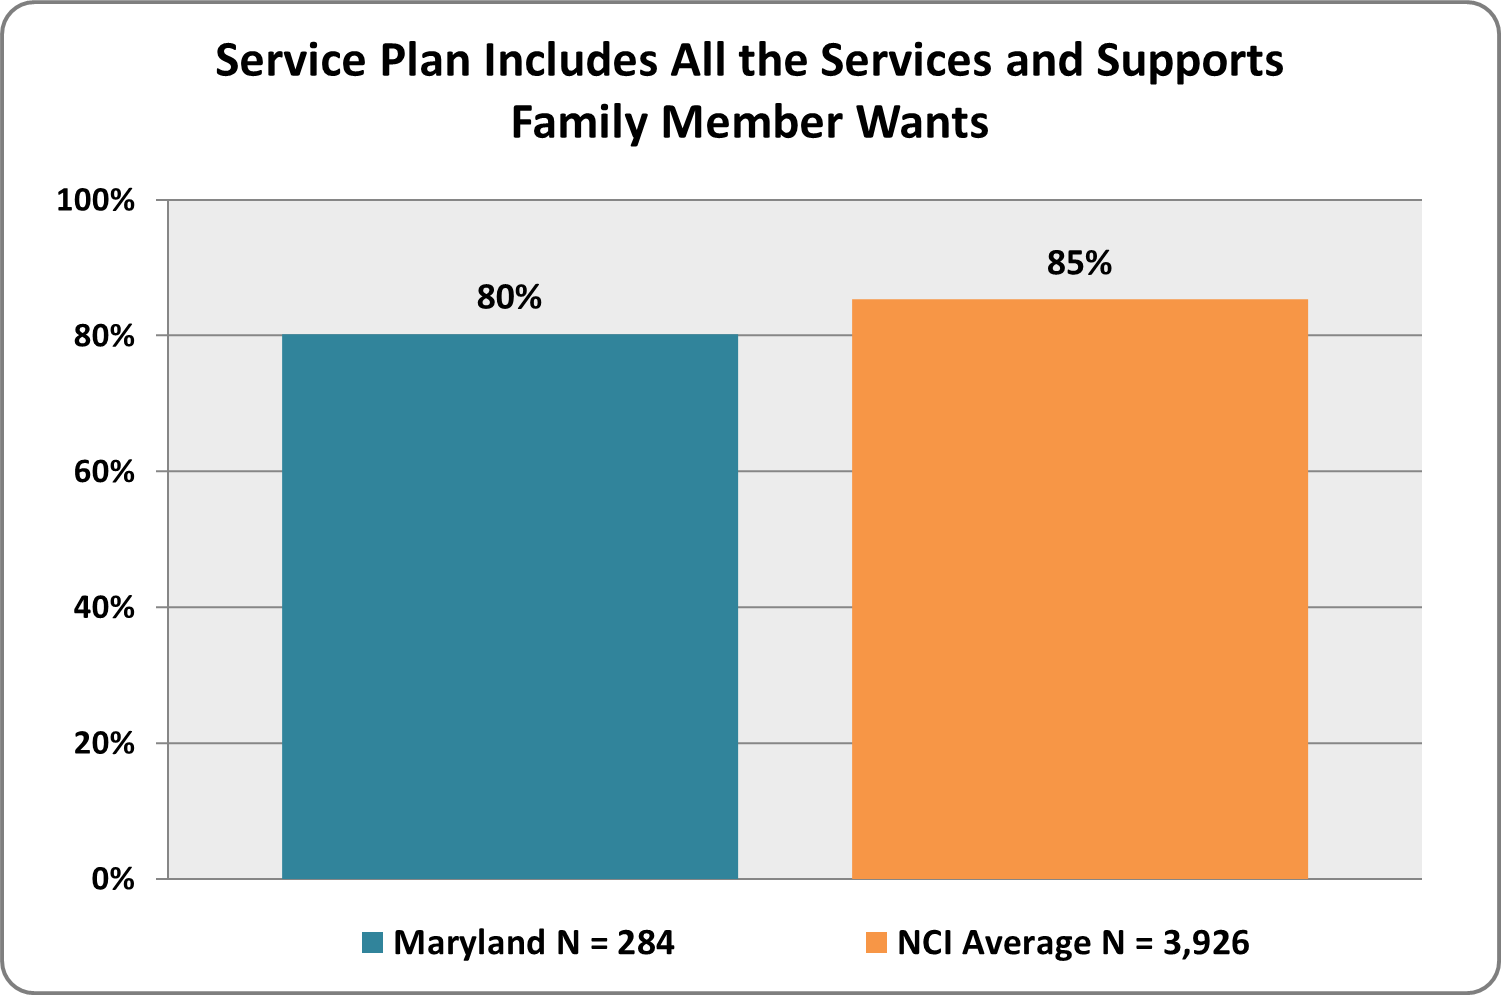 Service Plan Includes All the Services and Supports
Family Member Wants
100%
80%
60%
40%
20%
0%
80%
85%
Maryland N = 284
NCI Average N = 3,926